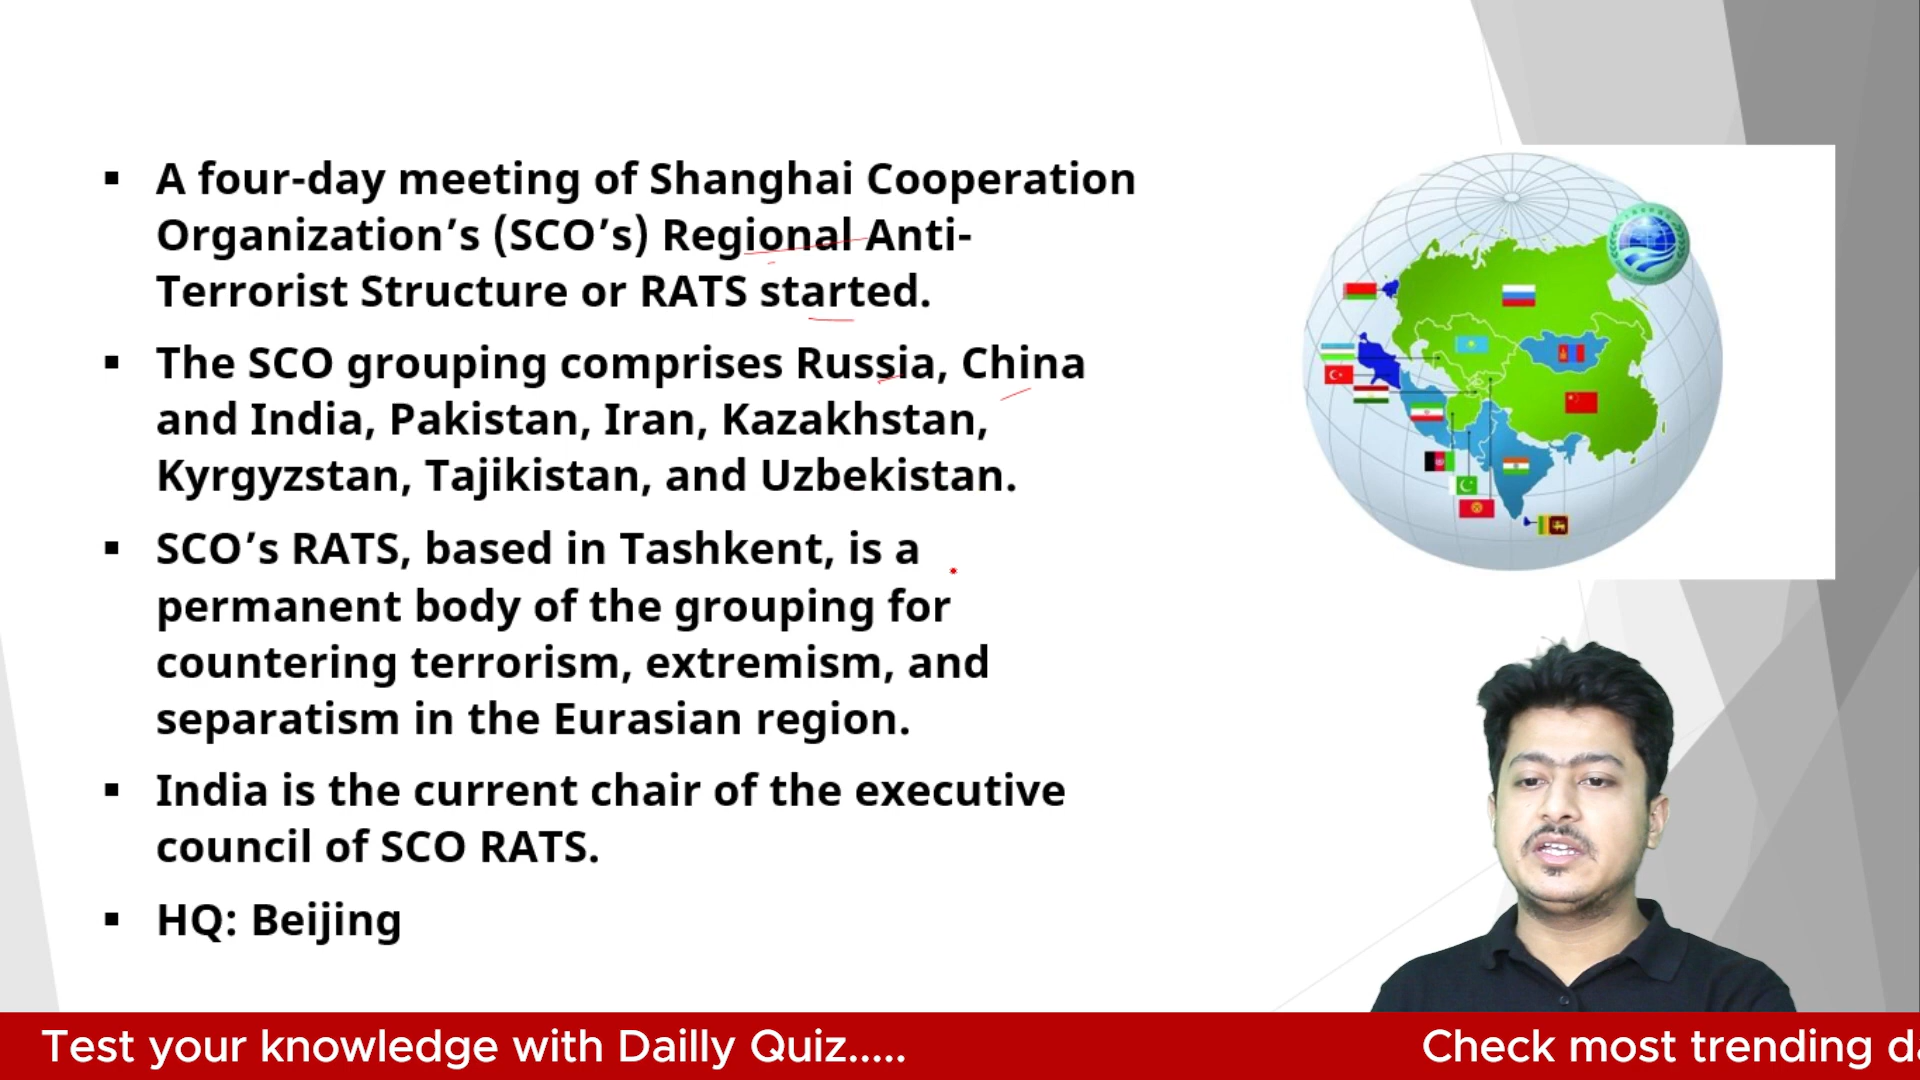 ▪ A four-day meeting of Shanghai Cooperation
Organization’s (SCO’s) Regional Anti-
Terrorist Structure or RATS started.
▪ The SCO grouping comprises Russia, China
and India, Pakistan, Iran, Kazakhstan,
Kyrgyzstan, Tajikistan, and Uzbekistan.
▪ SCO’s RATS, based in Tashkent, is a
permanent body of the grouping for
countering terrorism, extremism, and
separatism in the Eurasian region.
▪ India is the current chair of the executive
council of SCO RATS.
▪ HQ: Beijing
Test your knowledge with Dailly Quiz.....
Check most trending da